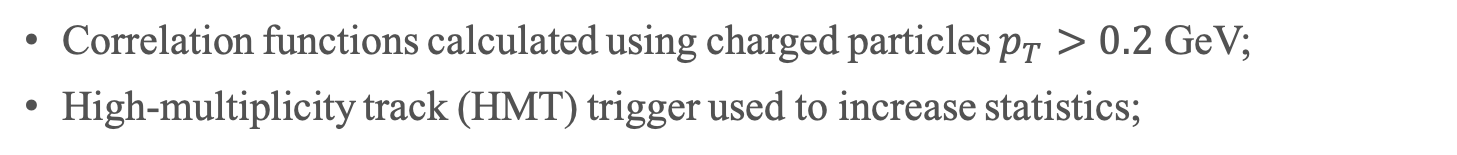 • Correlation functions calculated using charged particles p_T > 0.2 GeV;
• High-multiplicity track (HMT) trigger used to increase statistics;